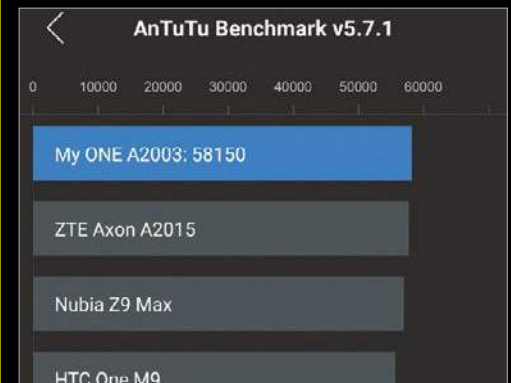 AnTuTu Benchmark v5.7.1
0 10000 20000 30000 40000 50000 60000
My ONE A2003: 58150
ZTE Axon A2015
Nubia Z9 Max
HTC One M9